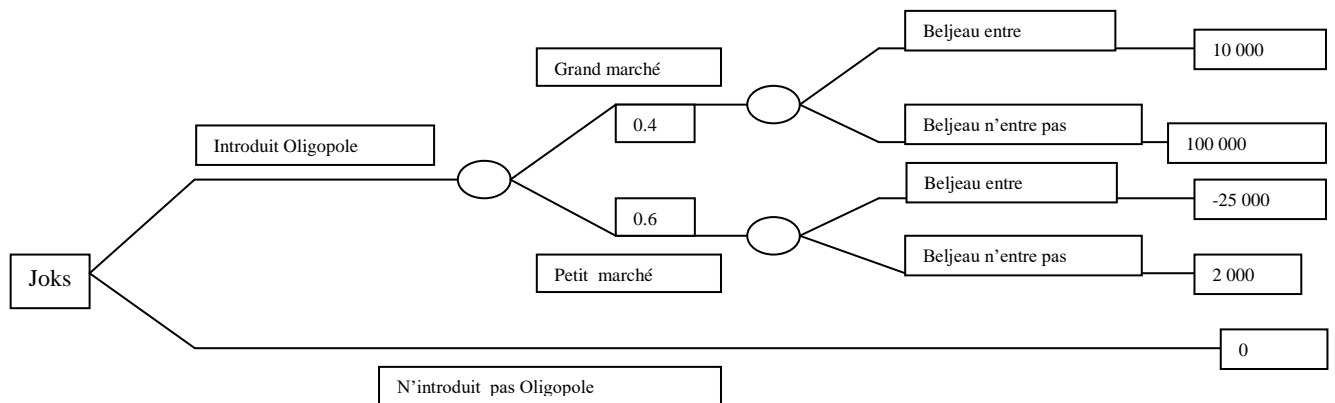 Beljeau entre
10 000
Grand marché
0.4
Beljeau n’entre pas
100 000
Introduit Oligopole
Beljeau entre
-25 000
0.6
Beljeau n’entre pas
2 000
Petit  marché
Joks
0
N’introduit  pas Oligopole